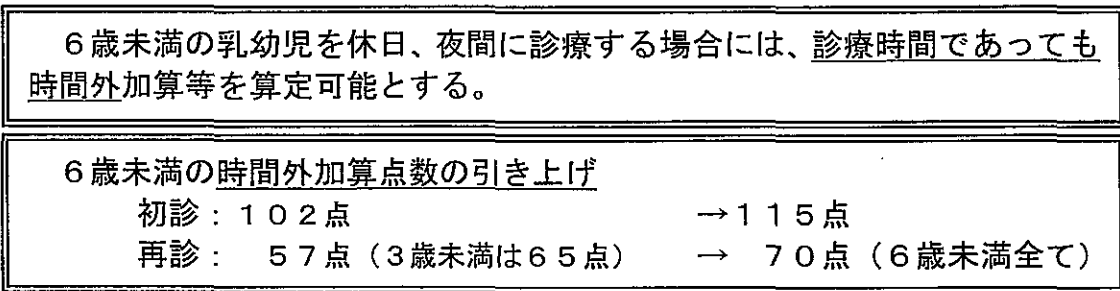 ６歳未満の乳幼児を休日、夜間に診療する場合には、診療時間であっても
時間外加算等を算定可能とする。
６歳未満の時間外加算点数の引き上げ
初診：１０２点 →１１５点
再診： ５７点（３歳未満は６５点） → ７０点（６歳未満全て）